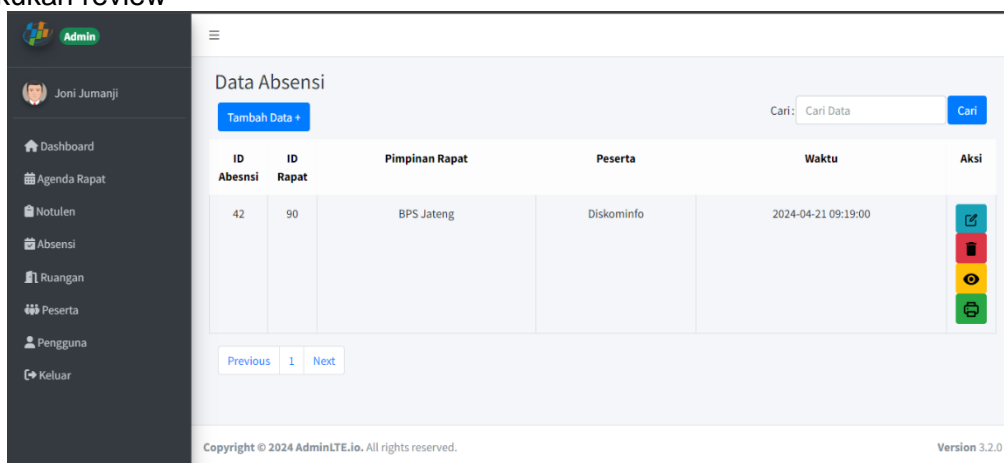 kukan review
Admin
Joni Jumanji
Dashboard
Agenda Rapat
Notulen
Absensi
Ruangan
Peserta
Pengguna
Keluar
Data Absensi
Tambah Data +
Cari: Cari Data Cari
ID Abesnsi ID Rapat Pimpinan Rapat Peserta Waktu Aksi
42 90 BPS Jateng Diskominfo 2024-04-21 09:19:00
Previous 1 Next
Copyright © 2024 AdminLTE.io. All rights reserved. Version 3.2.0